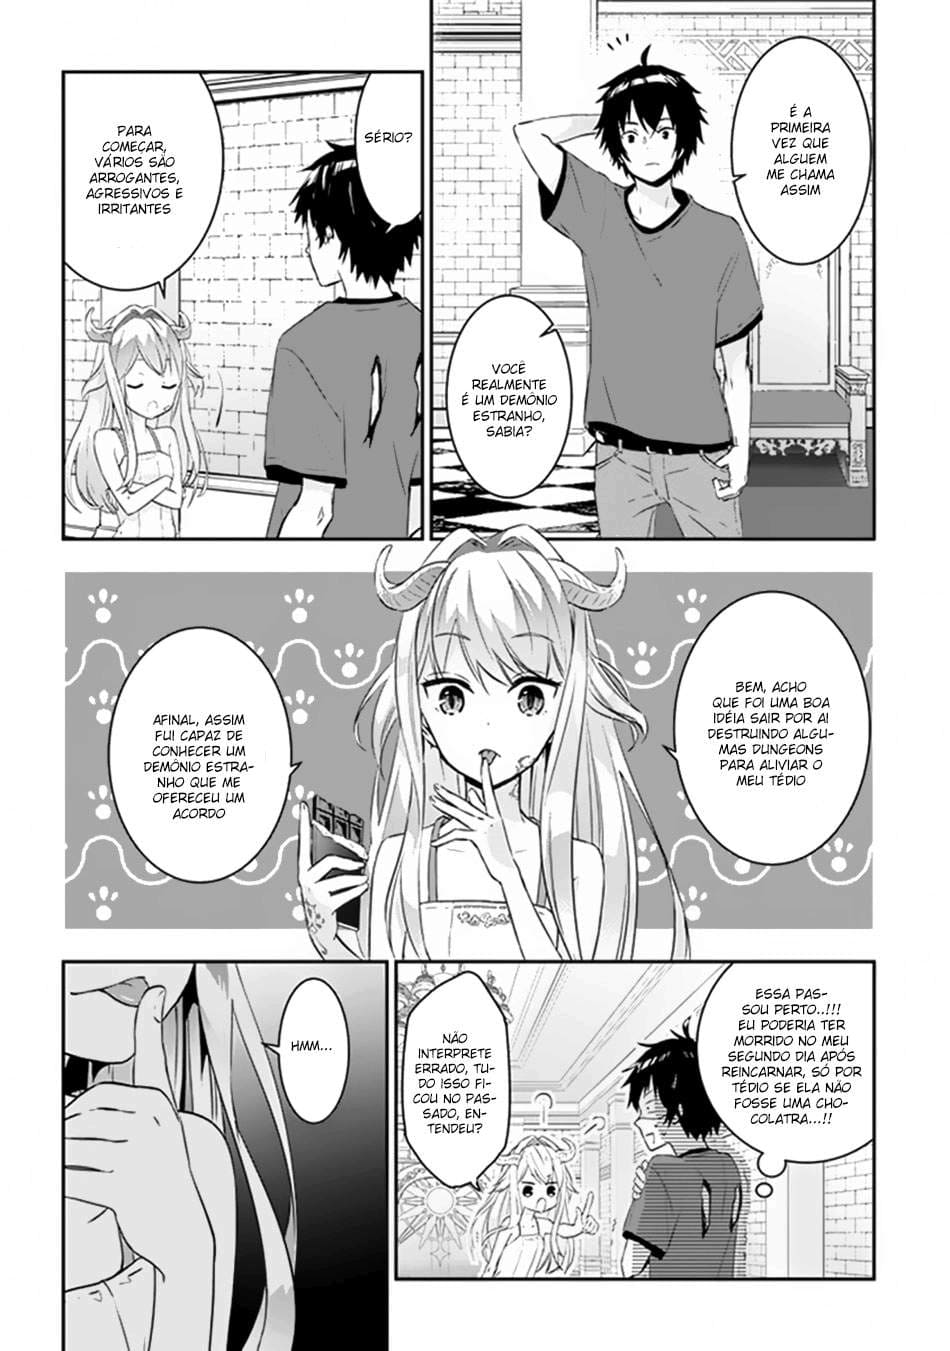 É A
PRIMEIRA
VEZ QUE
ALGUEM
ME CHAMA
ASSIM
VOCÊ
REALMENTE
É UM DEMÔNIO
ESTRANHO,
SABIA?
SÉRIO?
PARA
COMEÇAR,
VÁRIOS SÃO
ARROGANTES,
AGRESSIVOS E
IRRITANTES
BEM, ACHO
QUE FOI UMA BOA
IDÉIA SAIR POR AI
DESTRUINDO ALGU-
MAS DUNGEONS
PARA ALIVIAR O
MEU TÉDIO
AFINAL, ASSIM
FUI CAPAZ DE
CONHECER UM
DEMÔNIO ESTRA-
NHO QUE ME
OFERECEU UM
ACORDO
ESSA PAS-
SOU PERTO..!!!
EU PODERIA TER
MORRIDO NO MEU
SEGUNDO DIA APÓS
REINCARNAR, SÓ POR
TÉDIO SE ELA NÃO
FOSSE UMA CHO-
COLATRA...!!
NÃO
INTERPRETE
ERRADO, TU-
DO ISSO FI-
COU NO PAS-
SADO, EN-
TENDEU?
HMM...